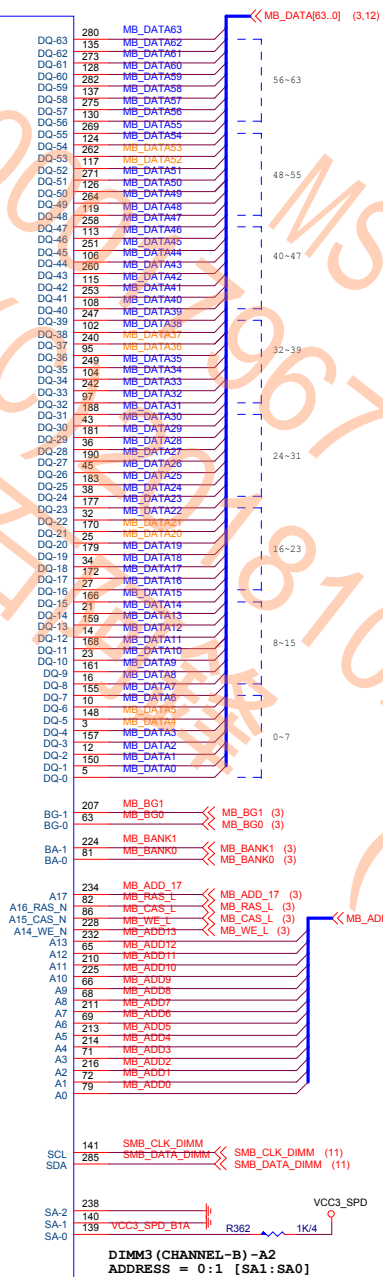 MB_DATA[63..0] (3,12)
DQ-63 280 MB_DATA63
DQ-62 135 MB_DATA62
DQ-61 273 MB_DATA61
DQ-60 128 MB_DATA60
DQ-59 282 MB_DATA59
DQ-58 137 MB_DATA58
DQ-57 275 MB_DATA57
DQ-56 130 MB_DATA56
56~63
DQ-55 269 MB_DATA55
DQ-54 124 MB_DATA54
DQ-53 262 MB_DATA53
DQ-52 117 MB_DATA52
DQ-51 271 MB_DATA51
DQ-50 126 MB_DATA50
DQ-49 264 MB_DATA49
DQ-48 119 MB_DATA48
48~55
DQ-47 258 MB_DATA47
DQ-46 113 MB_DATA46
DQ-45 251 MB_DATA45
DQ-44 106 MB_DATA44
DQ-43 260 MB_DATA43
DQ-42 115 MB_DATA42
DQ-41 253 MB_DATA41
DQ-40 108 MB_DATA40
40~47
DQ-39 247 MB_DATA39
DQ-38 102 MB_DATA38
DQ-37 240 MB_DATA37
DQ-36 95 MB_DATA36
DQ-35 249 MB_DATA35
DQ-34 104 MB_DATA34
DQ-33 242 MB_DATA33
DQ-32 97 MB_DATA32
32~39
DQ-31 188 MB_DATA31
DQ-30 43 MB_DATA30
DQ-29 181 MB_DATA29
DQ-28 36 MB_DATA28
DQ-27 190 MB_DATA27
DQ-26 45 MB_DATA26
DQ-25 183 MB_DATA25
DQ-24 38 MB_DATA24
24~31
DQ-23 177 MB_DATA23
DQ-22 32 MB_DATA22
DQ-21 170 MB_DATA21
DQ-20 25 MB_DATA20
DQ-19 179 MB_DATA19
DQ-18 34 MB_DATA18
DQ-17 172 MB_DATA17
DQ-16 27 MB_DATA16
16~23
DQ-15 166 MB_DATA15
DQ-14 21 MB_DATA14
DQ-13 159 MB_DATA13
DQ-12 14 MB_DATA12
DQ-11 168 MB_DATA11
DQ-10 23 MB_DATA10
DQ-9 161 MB_DATA9
DQ-8 16 MB_DATA8
8~15
DQ-7 155 MB_DATA7
DQ-6 10 MB_DATA6
DQ-5 148 MB_DATA5
DQ-4 3 MB_DATA4
DQ-3 157 MB_DATA3
DQ-2 12 MB_DATA2
DQ-1 150 MB_DATA1
DQ-0 5 MB_DATA0
0~7
BG-1 207 MB_BG1 MB_BG1 (3)
BG-0 63 MB_BG0 MB_BG0 (3)
BA-1 224 MB_BANK1 MB_BANK1 (3)
BA-0 81 MB_BANK0 MB_BANK0 (3)
A17 234 MB_ADD_17 MB_ADD_17 (3)
A16_RAS_N 82 MB_RAS_L MB_RAS_L (3)
A15_CAS_N 86 MB_CAS_L MB_CAS_L (3)
A14_WE_N 228 MB_WE_L MB_WE_L (3)
MB_ADD
A13 232 MB_ADD13
A12 65 MB_ADD12
A11 210 MB_ADD11
A10 225 MB_ADD10
A9 66 MB_ADD9
A8 68 MB_ADD8
A7 211 MB_ADD7
A6 69 MB_ADD6
A5 213 MB_ADD5
A4 214 MB_ADD4
A3 71 MB_ADD3
A2 216 MB_ADD2
A1 72 MB_ADD1
A0 79 MB_ADD0
SCL 141 SMB_CLK_DIMM SMB_CLK_DIMM (11)
SDA 285 SMB_DATA_DIMM SMB_DATA_DIMM (11)
VCC3_SPD
SA-2 238
SA-1 140
SA-0 139 VCC3_SPD_B1A R362 1K/4
DIMM3(CHANNEL-B)-A2
ADDRESS = 0:1 [SA1:SA0]